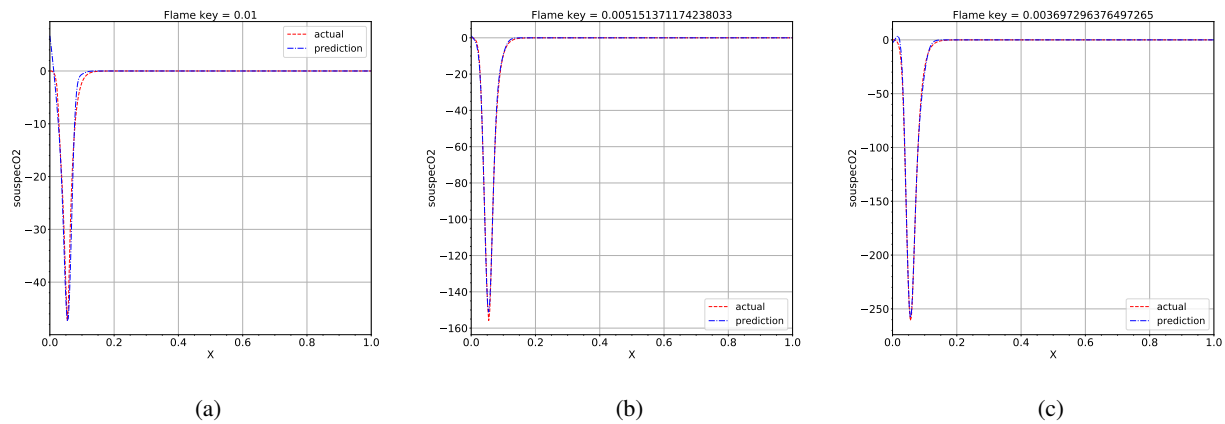 Flame key = 0.01
actual
prediction
0
−10
−20
−30
−40
souspecO2
0.0 0.2 0.4 0.6 0.8 1.0
X
(a)
Flame key = 0.005151371174238033
0
−20
−40
−60
−80
−100
−120
−140
−160
souspecO2
actual
prediction
0.0 0.2 0.4 0.6 0.8 1.0
X
(b)
Flame key = 0.003697296376497265
0
−50
−100
−150
−200
−250
souspecO2
actual
prediction
0.0 0.2 0.4 0.6 0.8 1.0
X
(c)